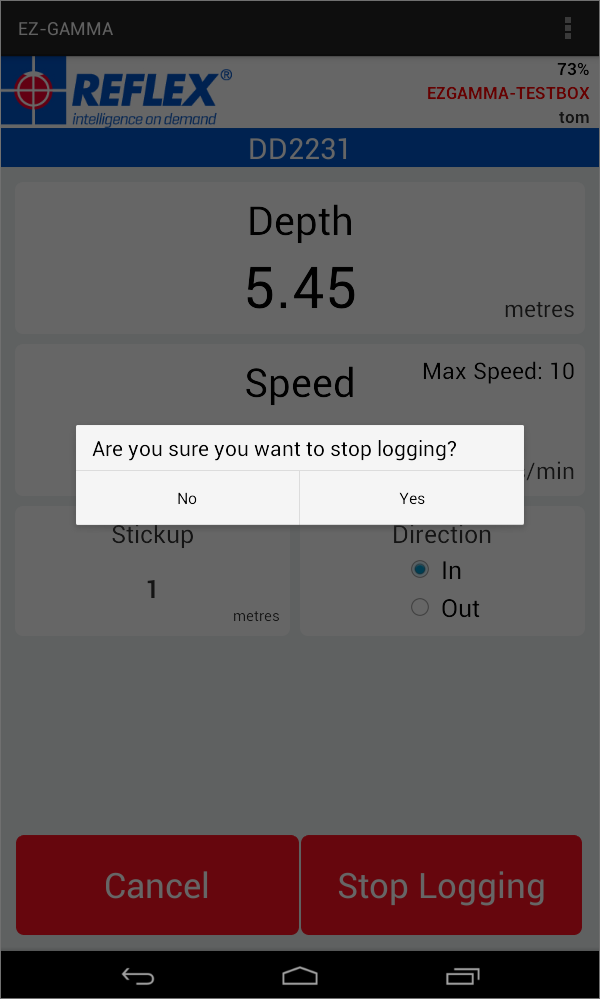 EZ-GAMMA
73%
REFLEX®
EZGAMMA-TESTBOX
intelligence on demand
tom
DD2231
Depth
5.45
metres
Speed
Max Speed: 10
/min
Are you sure you want to stop logging?
No
Yes
Stickup
1
metres
Direction
In
Out
Cancel
Stop Logging